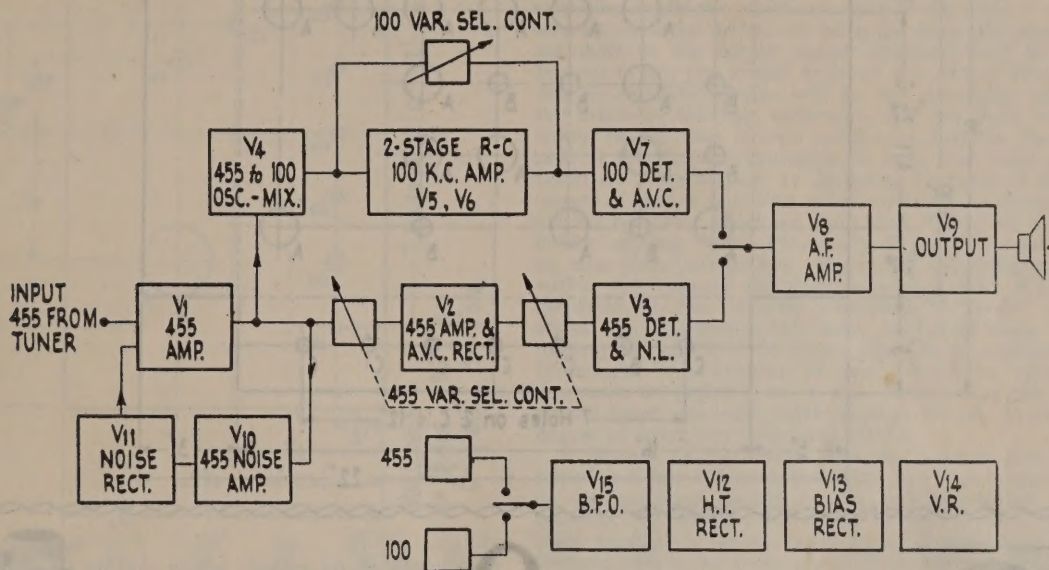 100 VAR. SEL. CONT.
V4
455 to 100
OSC.-MIX.
2-STAGE R-C
100 K.C. AMP.
V5, V6
V7
100 DET.
& A.V.C.
V8
A.F.
AMP.
V9
OUTPUT
INPUT
455 FROM
TUNER
V1
455
AMP.
V2
455 AMP. &
A.V.C. RECT.
V3
455 DET.
& N.L.
455 VAR. SEL. CONT.
V11
NOISE
RECT.
V10
455 NOISE
AMP.
455
100
V15
B.F.O.
V12
H.T.
RECT.
V13
BIAS
RECT.
V14
V.R.